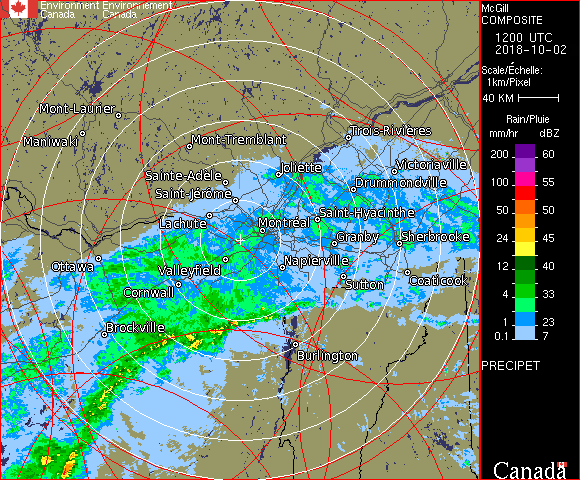 Environment Environnement
Canada Canada
McGill
COMPOSITE
1200 UTC
2018-10-02
Scale/Échelle:
1km/Pixel
40 KM
Rain/Pluie
mm/hr dBZ
200 60
100 55
50 50
24 45
12 40
4 33
1 23
0.1 7
PRECIPET
Canada
Mont-Laurier
Maniwaki
Mont-Tremblant
Trois-Rivières
Sainte-Adèle
Joliette
Victoriaville
Saint-Jérôme
Drummondville
Lachute
Montréal
Saint-Hyacinthe
Granby
Sherbrooke
Ottawa
Valleyfield
Napierville
Cornwall
Sutton
Coaticook
Brockville
Burlington